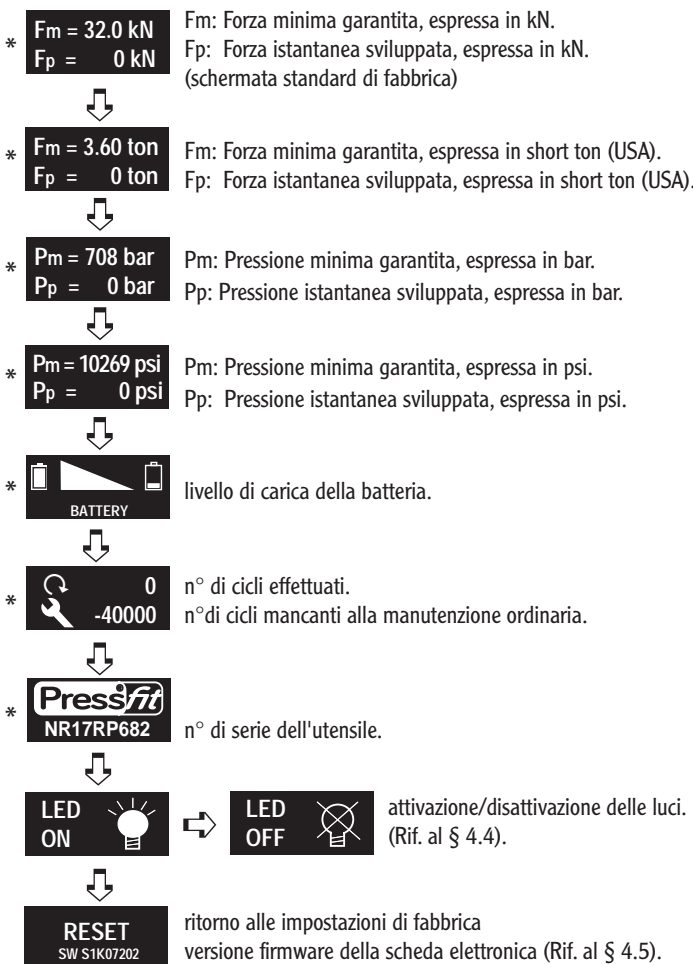 * Fm = 32.0 kN
Fp = 0 kN
Fm: Forza minima garantita, espressa in kN.
Fp: Forza istantanea sviluppata, espressa in kN.
(schermata standard di fabbrica)
* Fm = 3.60 ton
Fp = 0 ton
Fm: Forza minima garantita, espressa in short ton (USA).
Fp: Forza istantanea sviluppata, espressa in short ton (USA).
* Pm = 708 bar
Pp = 0 bar
Pm: Pressione minima garantita, espressa in bar.
Pp: Pressione istantanea sviluppata, espressa in bar.
* Pm = 10269 psi
Pp = 0 psi
Pm: Pressione minima garantita, espressa in psi.
Pp: Pressione istantanea sviluppata, espressa in psi.
* BATTERY
livello di carica della batteria.
* 0
-40000
n° di cicli effettuati.
n°di cicli mancanti alla manutenzione ordinaria.
* Pressfit®
NR17RP682
n° di serie dell'utensile.
LED
ON
LED
OFF
attivazione/disattivazione delle luci.
(Rif. al § 4.4).
RESET
SW S1K07202
ritorno alle impostazioni di fabbrica
versione firmware della scheda elettronica (Rif. al § 4.5).